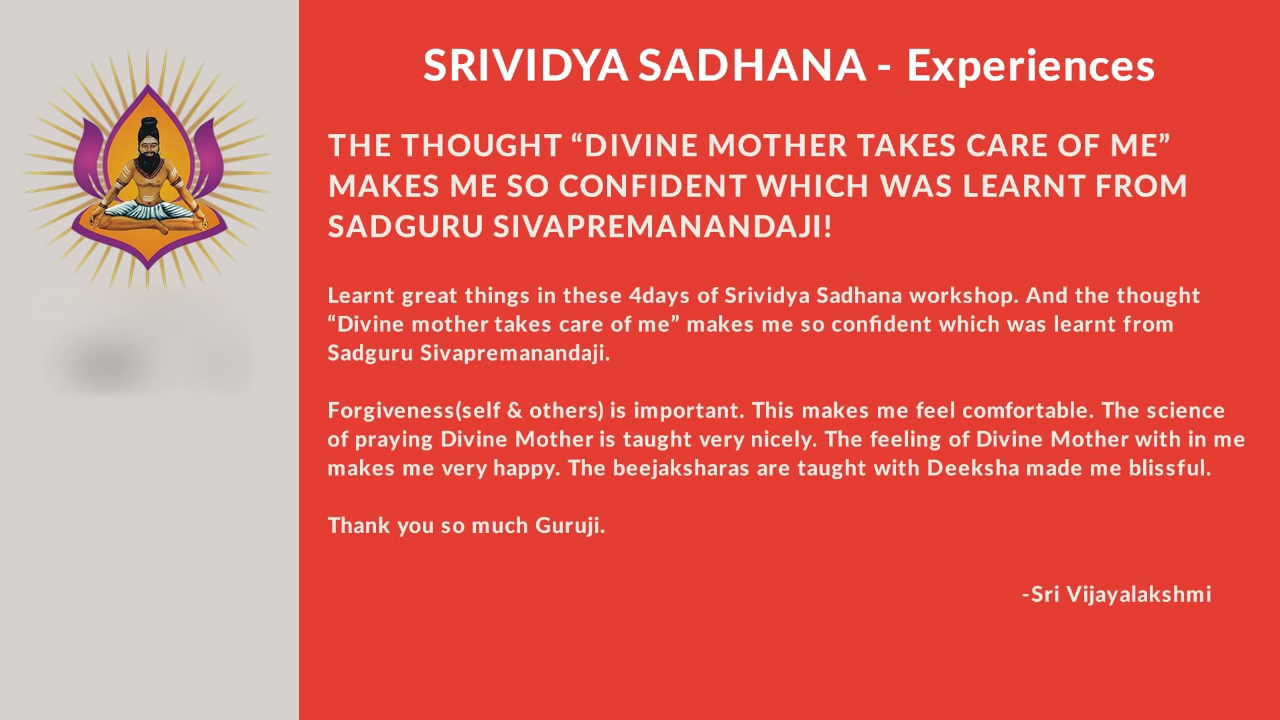 SRIVIDYA SADHANA - Experiences
THE THOUGHT “DIVINE MOTHER TAKES CARE OF ME”
MAKES ME SO CONFIDENT WHICH WAS LEARNT FROM
SADGURU SIVAPREMANANDAJI!
Learnt great things in these 4days of Srividya Sadhana workshop. And the thought
“Divine mother takes care of me” makes me so confident which was learnt from
Sadguru Sivapremanandaji.
Forgiveness(self & others) is important. This makes me feel comfortable. The science
of praying Divine Mother is taught very nicely. The feeling of Divine Mother with in me
makes me very happy. The beejaksharas are taught with Deeksha made me blissful.
Thank you so much Guruji.
-Sri Vijayalakshmi